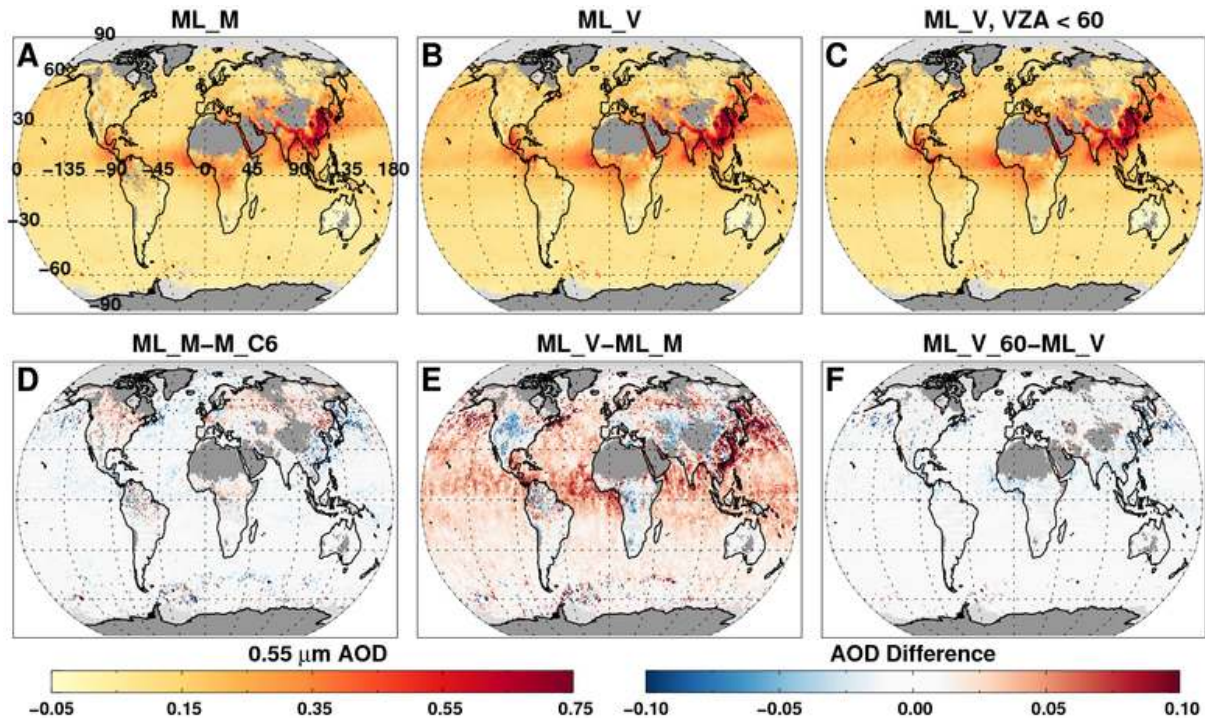 ML_M
ML_V
ML_V, VZA < 60
A
B
C
90
60
30
0 −135 −90 −45 0 45 90 135 180
−30
−60
−90
ML_M−M_C6
ML_V−ML_M
ML_V_60−ML_V
D
E
F
0.55 μm AOD
AOD Difference
−0.05 0.15 0.35 0.55 0.75
−0.10 −0.05 0.00 0.05 0.10